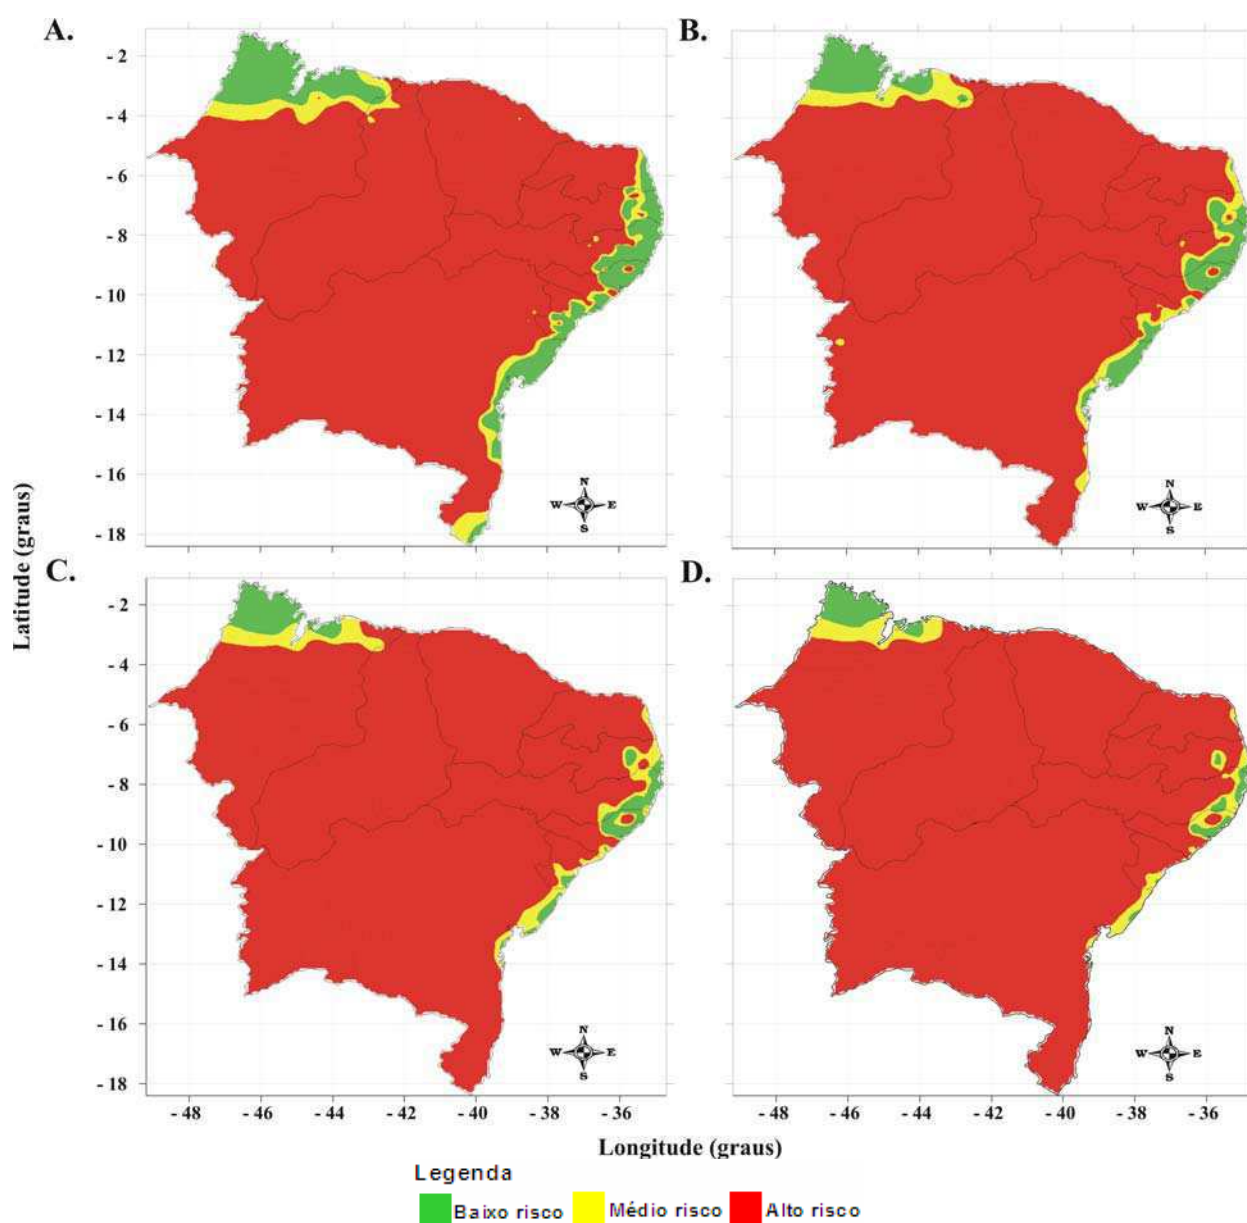 A.
B.
- 2
- 4
- 6
- 8
- 10
- 12
- 14
- 16
- 18
N
W E
S
N
W E
S
Latitude (graus)
C.
D.
- 2
- 4
- 6
- 8
- 10
- 12
- 14
- 16
- 18
N
W E
S
N
W E
S
- 48 - 46 - 44 - 42 - 40 - 38 - 36 - 48 - 46 - 44 - 42 - 40 - 38 - 36
Longitude (graus)
Legenda
Baixo risco Médio risco Alto risco